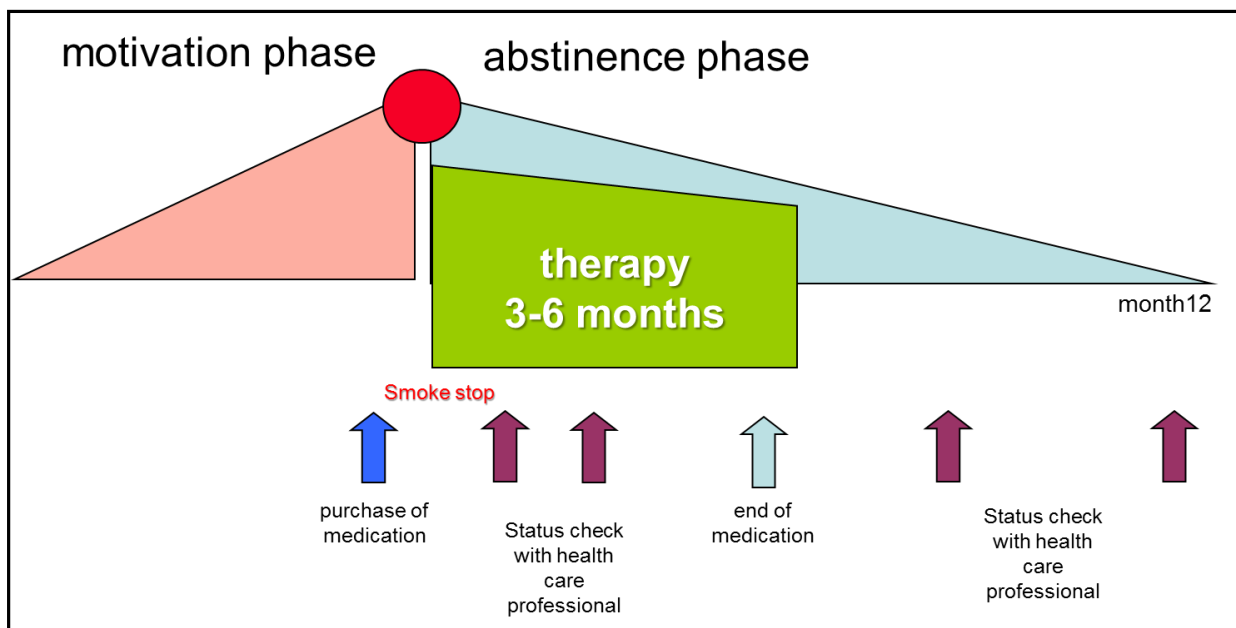 motivation phase
abstinence phase
therapy
3-6 months
month12
Smoke stop
purchase of
medication
Status check
with health
care
professional
end of
medication
Status check
with health
care
professional